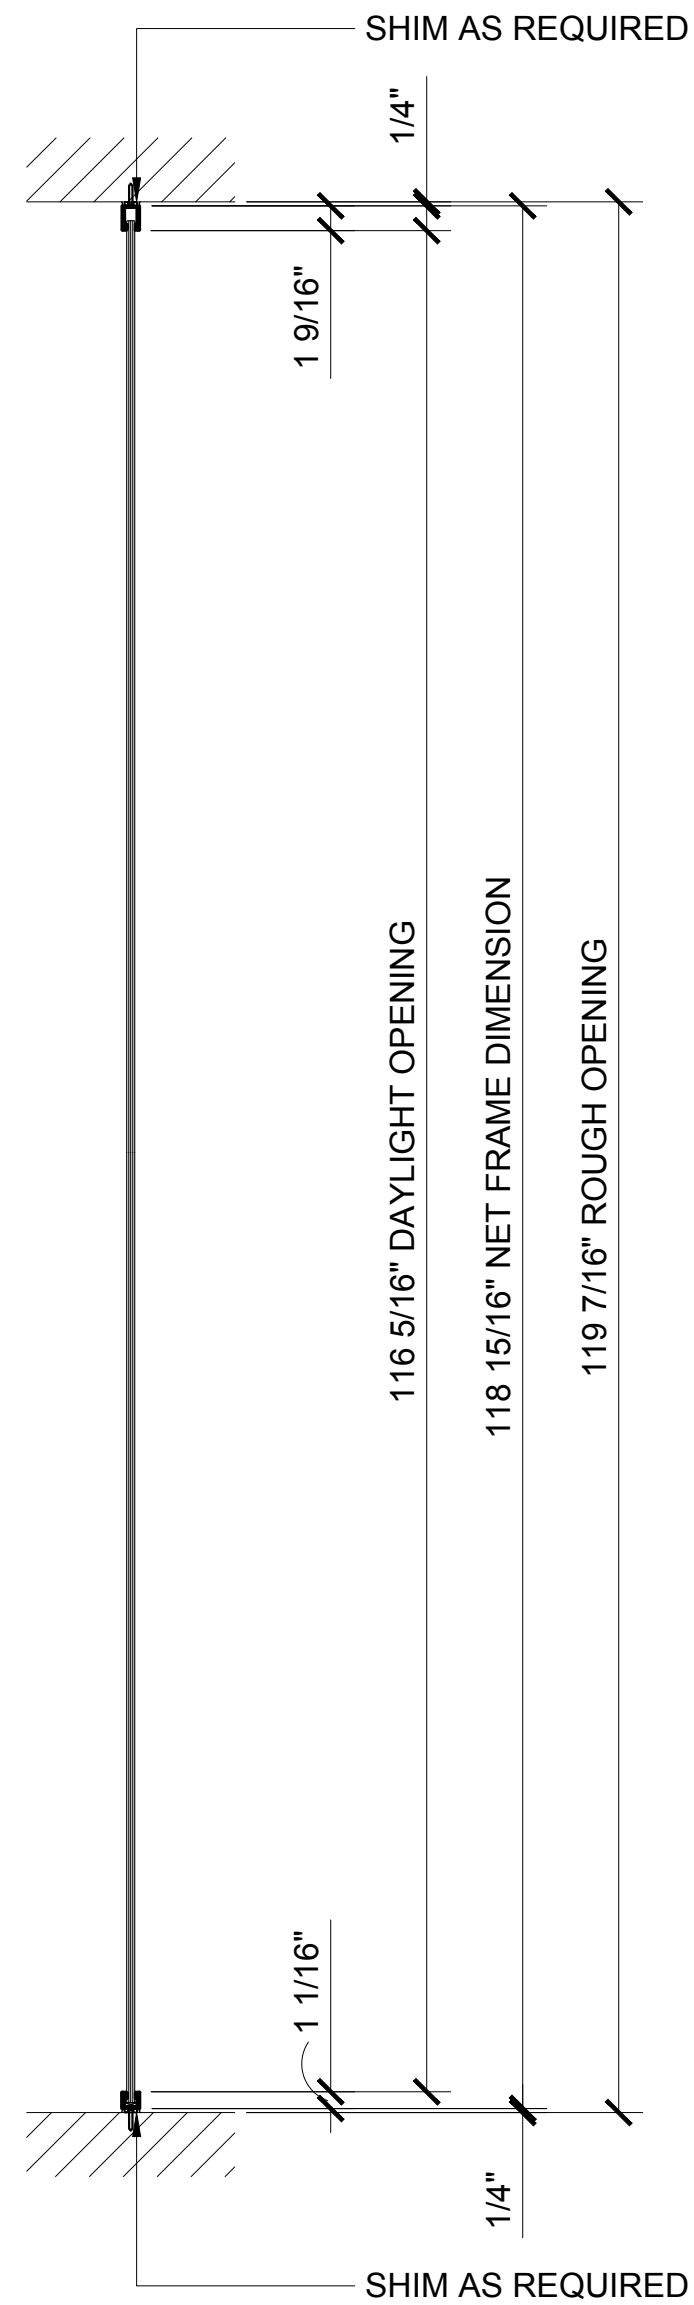 SHIM AS REQUIRED
1/4"
1 9/16"
116 5/16" DAYLIGHT OPENING
118 15/16" NET FRAME DIMENSION
119 7/16" ROUGH OPENING
1 1/16"
1/4"
SHIM AS REQUIRED